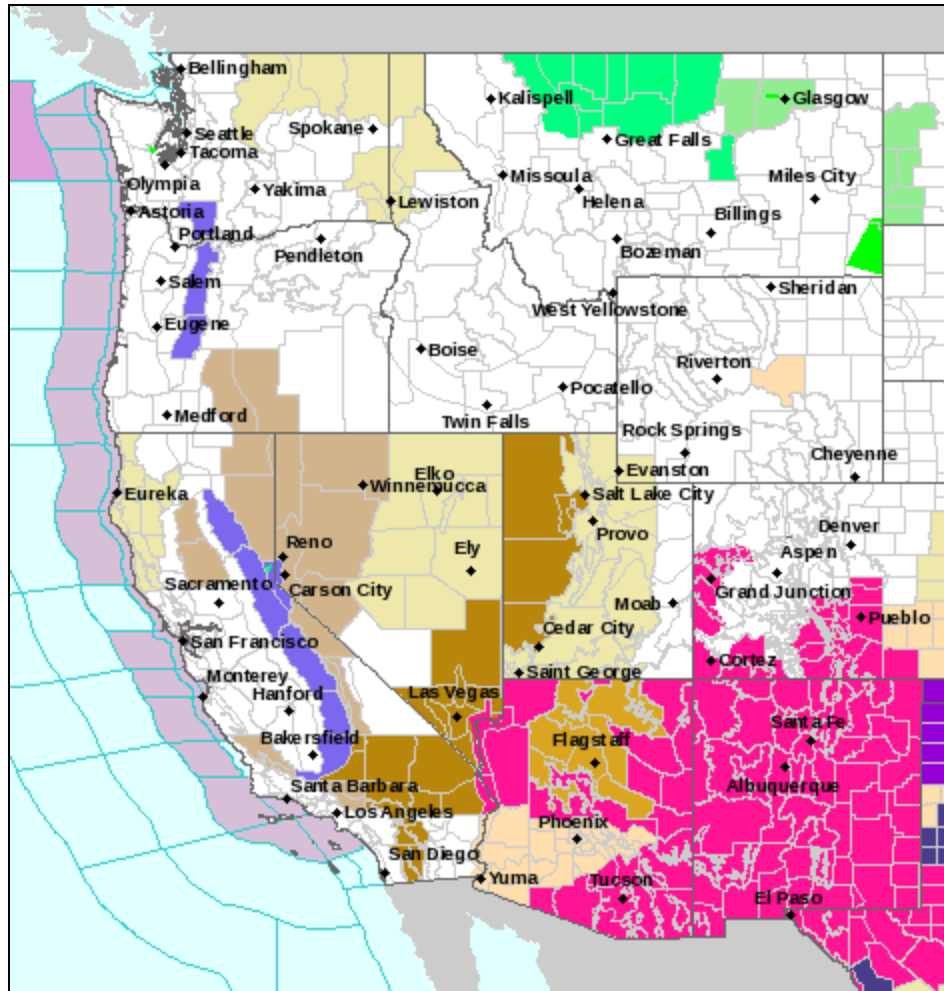 Bellingham
Kalispell
Glasgow
Seattle
Spokane
Great Falls
Tacoma
Olympia
Missoula
Miles City
Yakima
Lewiston
Helena
Astoria
Billings
Portland
Pendleton
Bozeman
Salem
Sheridan
West Yellowstone
Eugene
Boise
Riverton
Pocatello
Medford
Twin Falls
Rock Springs
Cheyenne
Elko
Evanston
Winnemucca
Eureka
Salt Lake City
Denver
Provo
Reno
Ely
Aspen
Sacramento
Carson City
Grand Junction
Moab
Pueblo
Cedar City
San Francisco
Cortez
Saint George
Monterey
Hanford
Las Vegas
Santa Fe
Bakersfield
Flagstaff
Santa Barbara
Albuquerque
Los Angeles
Phoenix
San Diego
Yuma
Tucson
El Paso